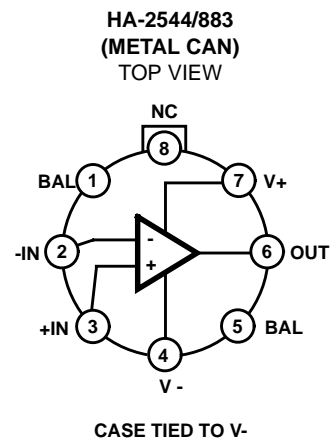 HA-2544/883
(METAL CAN)
TOP VIEW
NC
8
BAL 1
7 V+
-IN 2
-
+
6 OUT
+IN 3
5 BAL
4
V -
CASE TIED TO V-